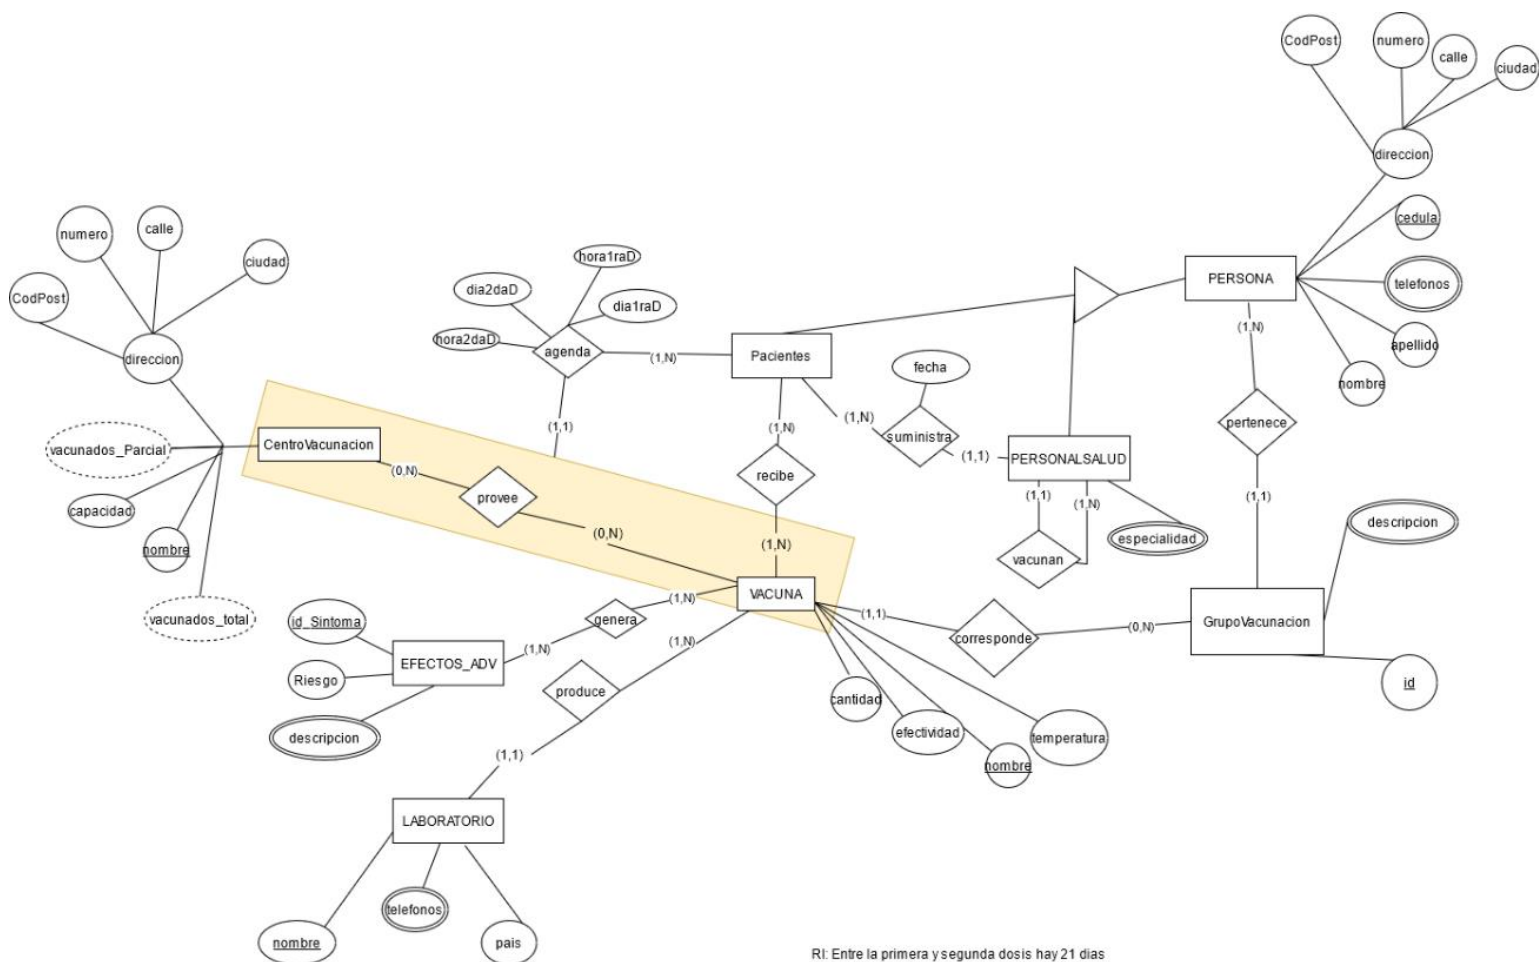 CodPost
numero
calle
ciudad
direccion
cedula
telefonos
apellido
nombre
PERSONA
(1,N)
pertenece
(1,1)
numero
calle
ciudad
CodPost
direccion
hora1raD
dia2daD
dia1raD
hora2daD
agenda
(1,N)
(1,1)
Pacientes
fecha
(1,N)
suministra
(1,1)
PERSONALSALUD
(1,1)
(1,N)
vacunan
especialidad
(1,N)
recibe
(1,N)
vacunados_Parcial
CentroVacunacion
(0,N)
provee
(0,N)
capacidad
nombre
vacunados_total
VACUNA
(1,N)
genera
(1,N)
id_Sintoma
EFECTOS_ADV
Riesgo
descripcion
(1,N)
produce
(1,1)
(1,1)
corresponde
(0,N)
GrupoVacunacion
descripcion
id
cantidad
efectividad
nombre
temperatura
LABORATORIO
telefonos
nombre
pais
RI: Entre la primera y segunda dosis hay 21 dias